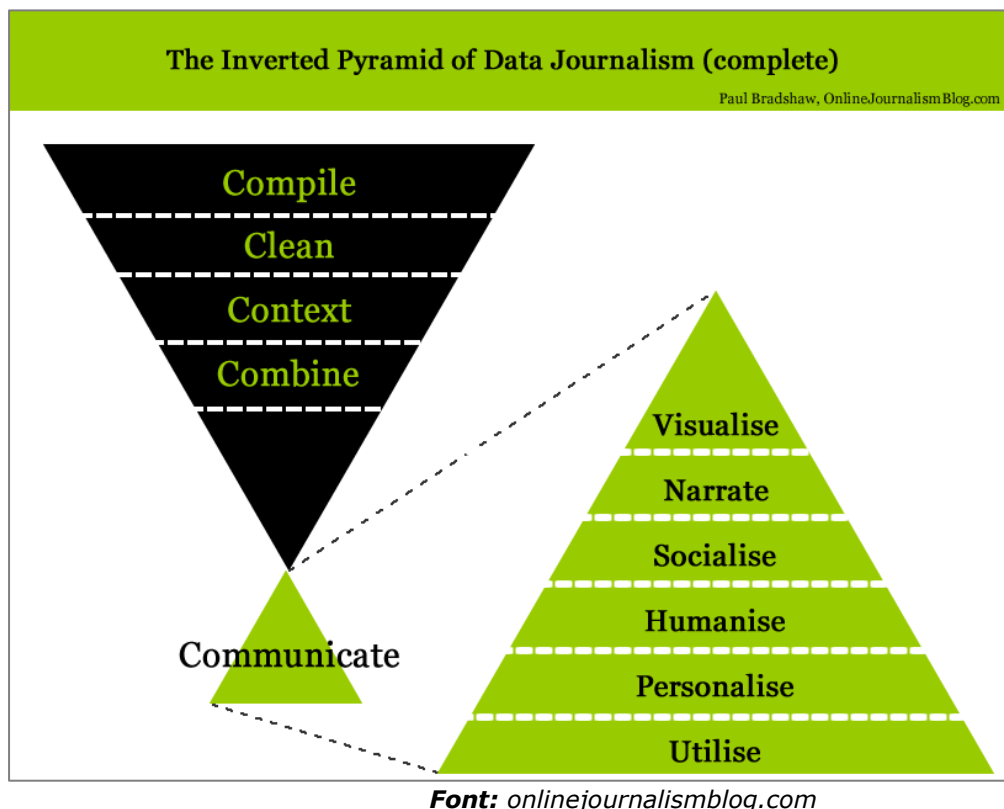 The Inverted Pyramid of Data Journalism (complete)
Paul Bradshaw, OnlineJournalismBlog.com
Compile
Clean
Context
Combine
Communicate
Visualise
Narrate
Socialise
Humanise
Personalise
Utilise
Font: onlinejournalismblog.com